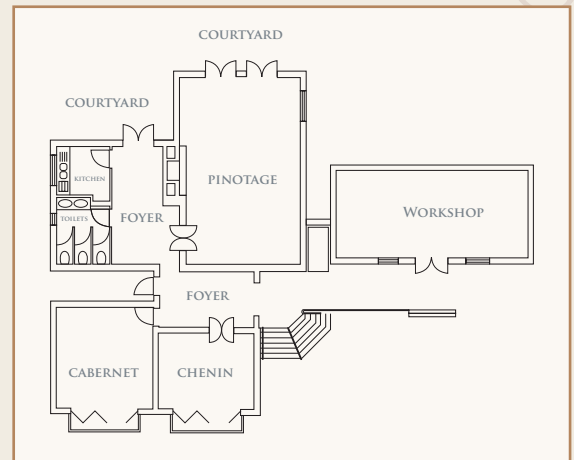 COURTYARD
COURTYARD
KITCHEN
PINOTAGE
TOILETS
FOYER
WORKSHOP
FOYER
CABERNET
CHENIN